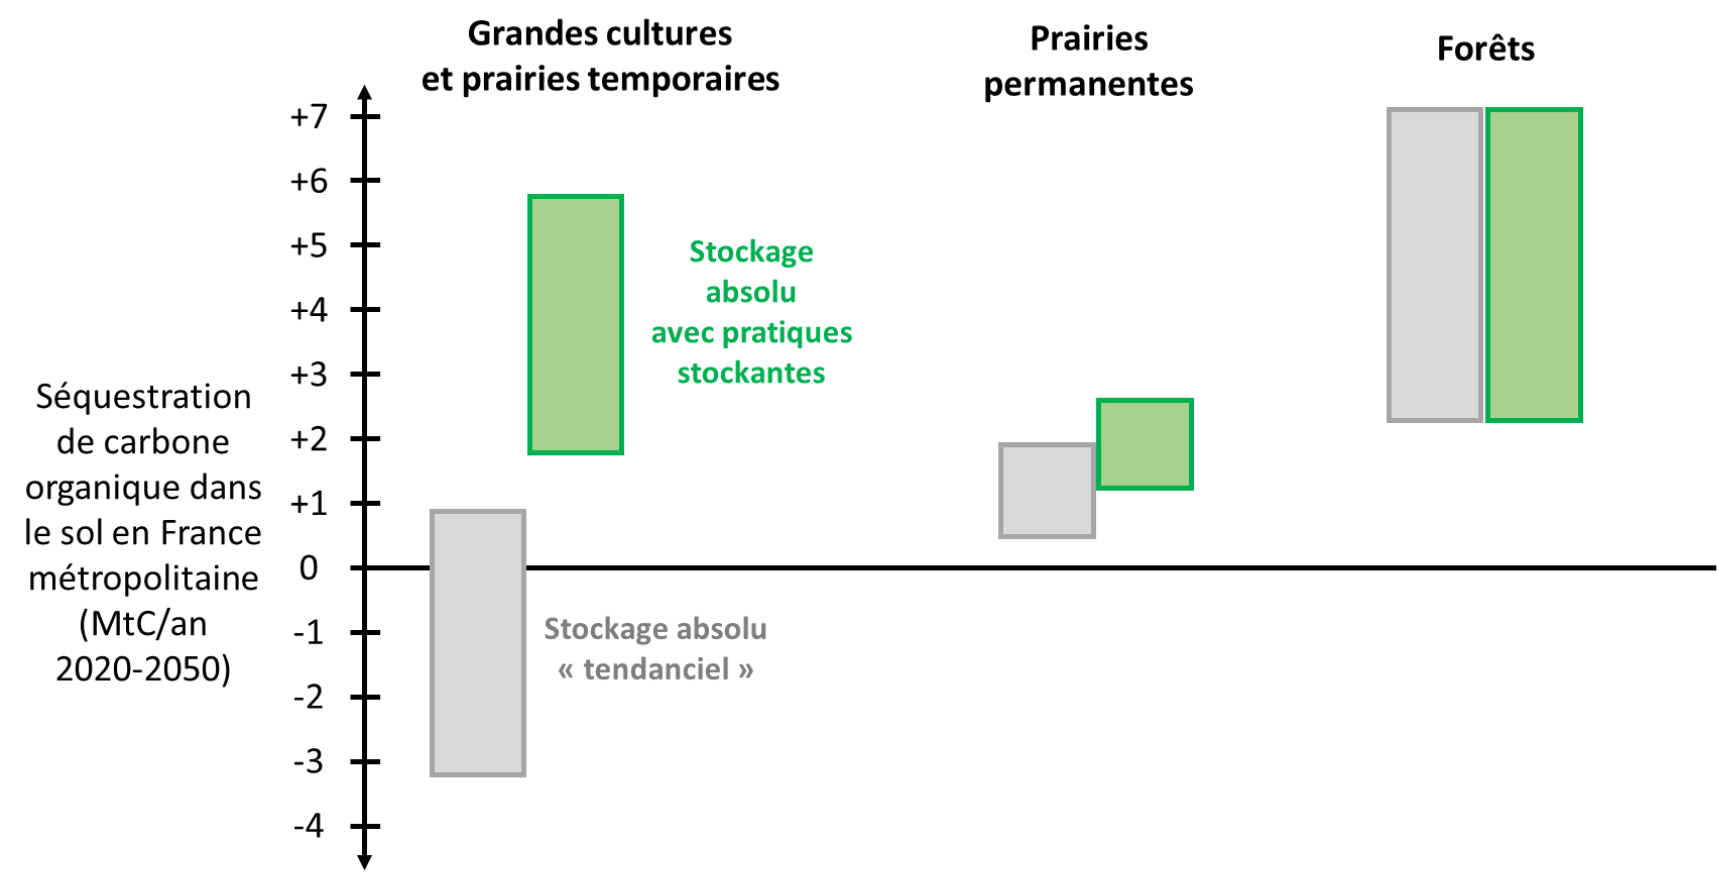 Grandes cultures
et prairies temporaires
Prairies
permanentes
Forêts
+7
+6
+5
+4
+3
+2
+1
0
-1
-2
-3
-4
Séquestration
de carbone
organique dans
le sol en France
métropolitaine
(MtC/an
2020-2050)
Stockage
absolu
avec pratiques
stockantes
Stockage absolu
« tendanciel »